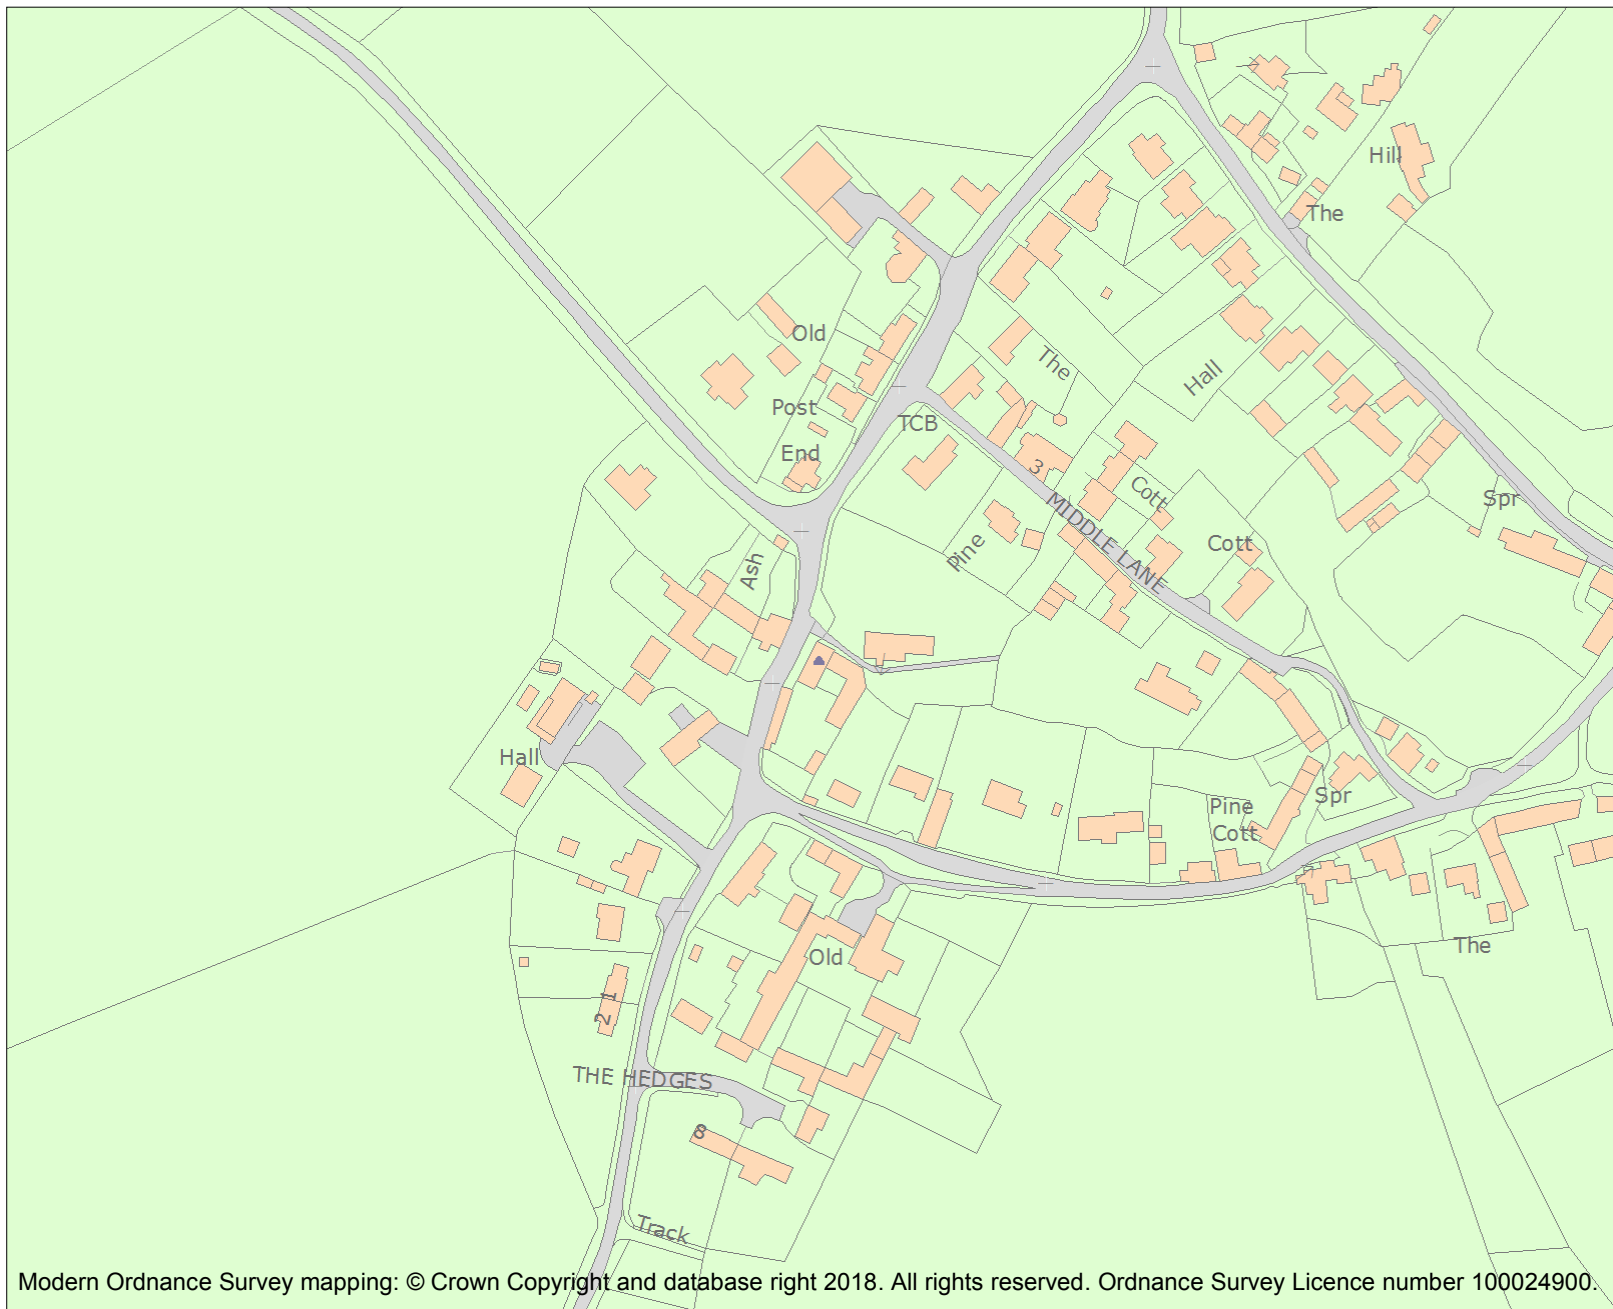 Hill
The
Old
The
Hall
Post
TCB
End
3
Cott
Spr
MIDDLE LANE
Pine
Cott
Ash
Hall
Pine
Cott
Spr
Old
The
1
2
THE HEDGES
8
Track
Modern Ordnance Survey mapping: © Crown Copyright and database right 2018. All rights reserved. Ordnance Survey Licence number 100024900.